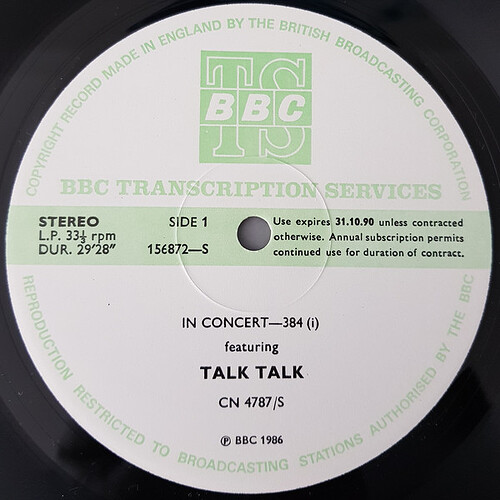 COPYRIGHT RECORD MADE IN ENGLAND BY THE BRITISH BROADCASTING CORPORATION
TS
BBC
BBC TRANSCRIPTION SERVICES
STEREO
L.P. 33⅓ rpm
DUR. 29'28"
SIDE 1
156872—S
Use expires 31.10.90 unless contracted
otherwise. Annual subscription permits
continued use for duration of contract.
IN CONCERT—384 (i)
featuring
TALK TALK
CN 4787/S
℗ BBC 1986
REPRODUCTION RESTRICTED TO BROADCASTING STATIONS AUTHORISED BY THE BBC